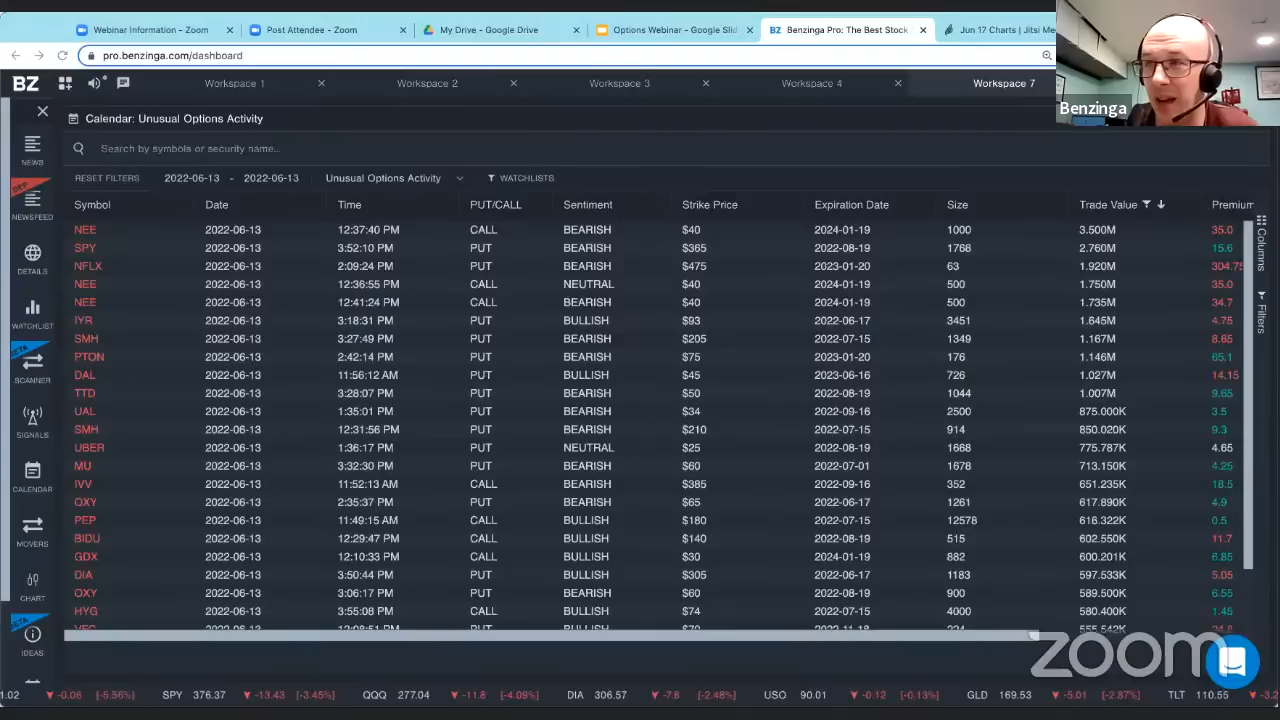 Webinar Information - Zoom Post Attendee - Zoom My Drive - Google Drive Options Webinar - Google Slid BZ Benzinga Pro: The Best Stock Jun 17 Charts | Jitsi Me
pro.benzinga.com/dashboard
BZ Workspace 1 Workspace 2 Workspace 3 Workspace 4 Workspace 7
Benzinga
Calendar: Unusual Options Activity
Search by symbols or security name...
RESET FILTERS 2022-06-13 - 2022-06-13 Unusual Options Activity WATCHLISTS
Symbol Date Time PUT/CALL Sentiment Strike Price Expiration Date Size Trade Value Premium
NEE 2022-06-13 12:37:40 PM CALL BEARISH $40 2024-01-19 1000 3.500M 35.0
SPY 2022-06-13 3:52:10 PM PUT BEARISH $365 2022-08-19 1768 2.760M 15.6
NFLX 2022-06-13 2:09:24 PM PUT BEARISH $475 2023-01-20 63 1.920M 304.75
NEE 2022-06-13 12:36:55 PM CALL NEUTRAL $40 2024-01-19 500 1.750M 35.0
NEE 2022-06-13 12:41:24 PM CALL BEARISH $40 2024-01-19 500 1.735M 34.7
IYR 2022-06-13 3:18:31 PM PUT BULLISH $93 2022-06-17 3451 1.645M 4.75
SMH 2022-06-13 3:27:49 PM PUT BEARISH $205 2022-07-15 1349 1.167M 8.65
PTON 2022-06-13 2:42:14 PM PUT BEARISH $75 2023-01-20 176 1.146M 65.1
DAL 2022-06-13 11:56:12 AM PUT BULLISH $45 2023-06-16 726 1.027M 14.15
TTD 2022-06-13 3:28:07 PM PUT BEARISH $50 2022-08-19 1044 1.007M 9.65
UAL 2022-06-13 1:35:01 PM PUT BEARISH $34 2022-09-16 2500 875.000K 3.5
SMH 2022-06-13 12:31:56 PM PUT BEARISH $210 2022-07-15 914 850.020K 9.3
UBER 2022-06-13 1:36:17 PM PUT NEUTRAL $25 2022-08-19 1668 775.787K 4.65
MU 2022-06-13 3:32:30 PM PUT BEARISH $60 2022-07-01 1678 713.150K 4.25
IVV 2022-06-13 11:52:13 AM CALL BEARISH $385 2022-09-16 352 651.235K 18.5
OXY 2022-06-13 2:35:37 PM PUT BEARISH $65 2022-06-17 1261 617.890K 4.9
PEP 2022-06-13 11:49:15 AM CALL BULLISH $180 2022-07-15 12578 616.322K 0.5
BIDU 2022-06-13 12:29:47 PM CALL BULLISH $140 2022-08-19 515 602.550K 11.7
GDX 2022-06-13 12:10:33 PM CALL BULLISH $30 2024-01-19 882 600.201K 6.85
DIA 2022-06-13 3:50:44 PM PUT BULLISH $305 2022-06-17 1183 597.533K 5.05
OXY 2022-06-13 3:06:17 PM PUT BULLISH $60 2022-08-19 900 589.500K 6.55
HYG 2022-06-13 3:55:08 PM CALL BULLISH $74 2022-07-15 4000 580.400K 1.45
NEWS
DEP
NEWSFEED
DETAILS
WATCHLIST
BETA
SCANNER
SIGNALS
CALENDAR
MOVERS
CHART
BETA
IDEAS
Columns
Filters
zoom
1.02 -0.06 [-5.56%] SPY 376.37 -13.43 [-3.45%] QQQ 277.04 -11.8 [-4.09%] DIA 306.57 -7.8 [-2.48%] USO 90.01 -0.12 [-0.13%] GLD 169.53 -5.01 [-2.87%] TLT 110.55 -3.2